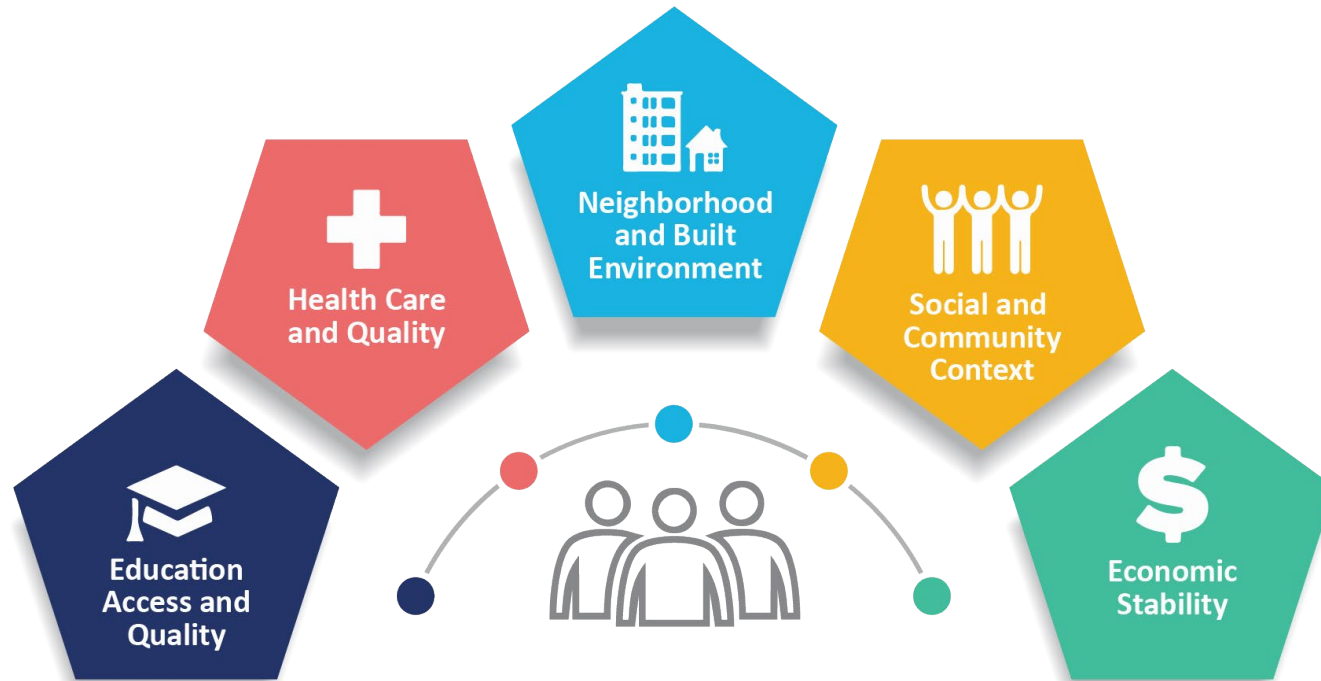 Education
Access and
Quality
Health Care
and Quality
Neighborhood
and Built
Environment
Social and
Community
Context
$
Economic
Stability